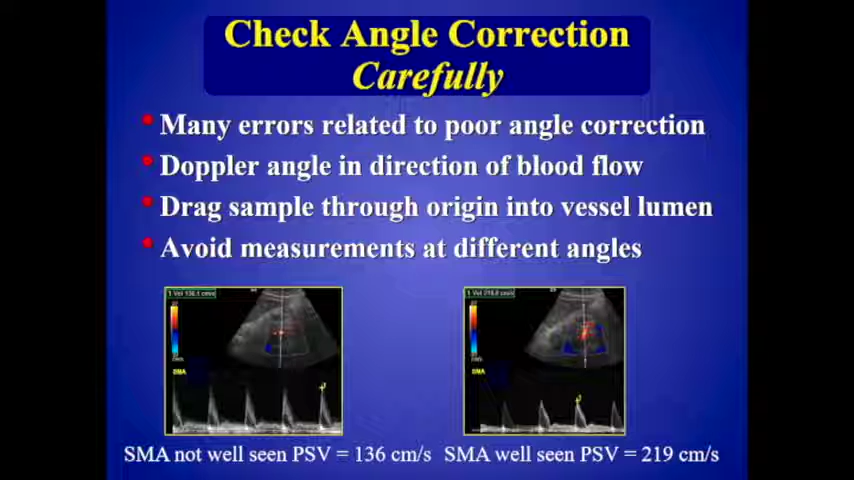 Check Angle Correction
Carefully
Many errors related to poor angle correction
Doppler angle in direction of blood flow
Drag sample through origin into vessel lumen
Avoid measurements at different angles
SMA
SMA
SMA not well seen PSV = 136 cm/s
SMA well seen PSV = 219 cm/s